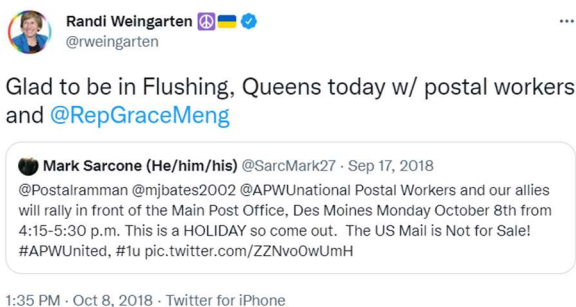 Randi Weingarten
@rweingarten
Glad to be in Flushing, Queens today w/ postal workers
and @RepGraceMeng
Mark Sarcone (He/him/his) @SarcMark27 · Sep 17, 2018
@Postalramman @mjbates2002 @APWUnational Postal Workers and our allies
will rally in front of the Main Post Office, Des Moines Monday October 8th from
4:15-5:30 p.m. This is a HOLIDAY so come out.  The US Mail is Not for Sale!
#APWUnited, #1u pic.twitter.com/ZZNvo0wUmH
1:35 PM · Oct 8, 2018 · Twitter for iPhone